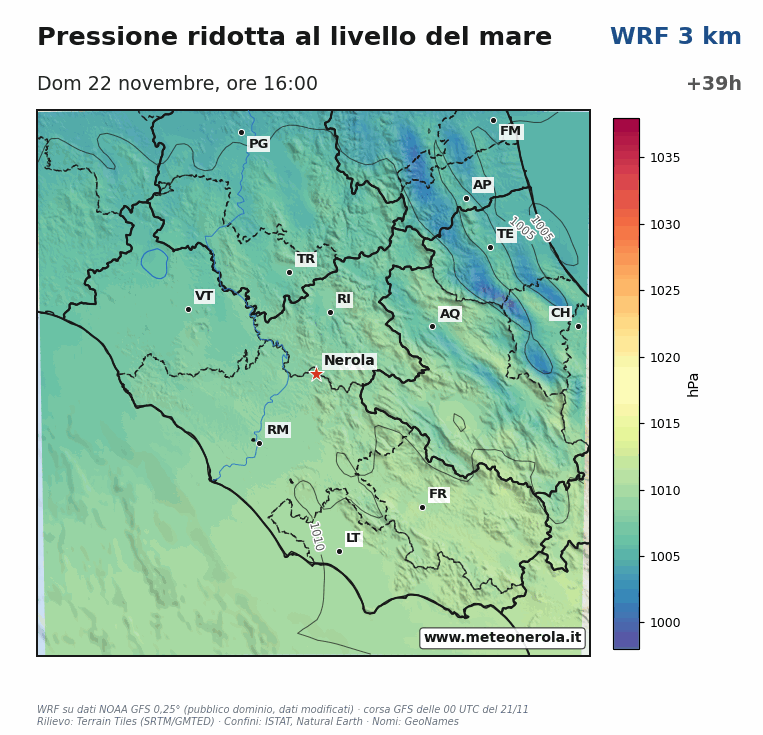 Pressione ridotta al livello del mare
WRF 3 km
Dom 22 novembre, ore 16:00
+39h
FM
PG
AP
1005
1005
TE
TR
VT
RI
AQ
CH
Nerola
RM
FR
1010
LT
www.meteonerola.it
1035
1030
1025
1020
1015
1010
1005
1000
hPa
WRF su dati NOAA GFS 0,25° (pubblico dominio, dati modificati) · corsa GFS delle 00 UTC del 21/11
Rilievo: Terrain Tiles (SRTM/GMTED) · Confini: ISTAT, Natural Earth · Nomi: GeoNames